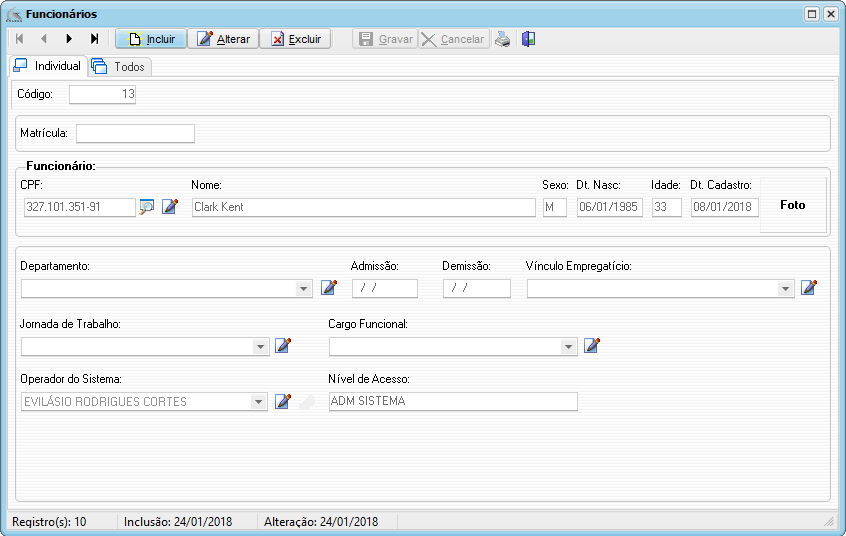 Funcionários
Incluir Alterar Excluir Gravar Cancelar
Individual Todos
Código: 13
Matrícula:
Funcionário:
CPF: Nome: Sexo: Dt. Nasc: Idade: Dt. Cadastro:
327.101.351-91 Clark Kent M 06/01/1985 33 08/01/2018 Foto
Departamento: Admissão: Demissão: Vínculo Empregatício:
/ / / /
Jornada de Trabalho: Cargo Funcional:
Operador do Sistema: Nível de Acesso:
EVILÁSIO RODRIGUES CORTES ADM SISTEMA
Registro(s): 10 Inclusão: 24/01/2018 Alteração: 24/01/2018